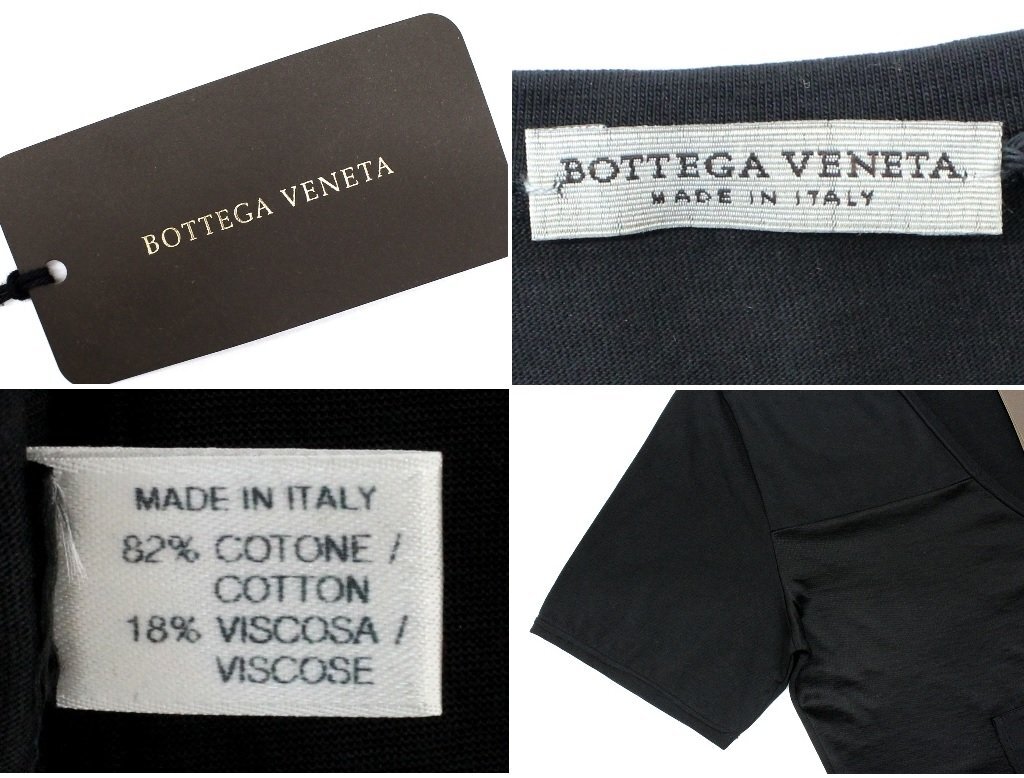 BOTTEGA VENETA
BOTTEGA VENETA
MADE IN ITALY
MADE IN ITALY
82% COTONE /
COTTON
18% VISCOSA /
VISCOSE